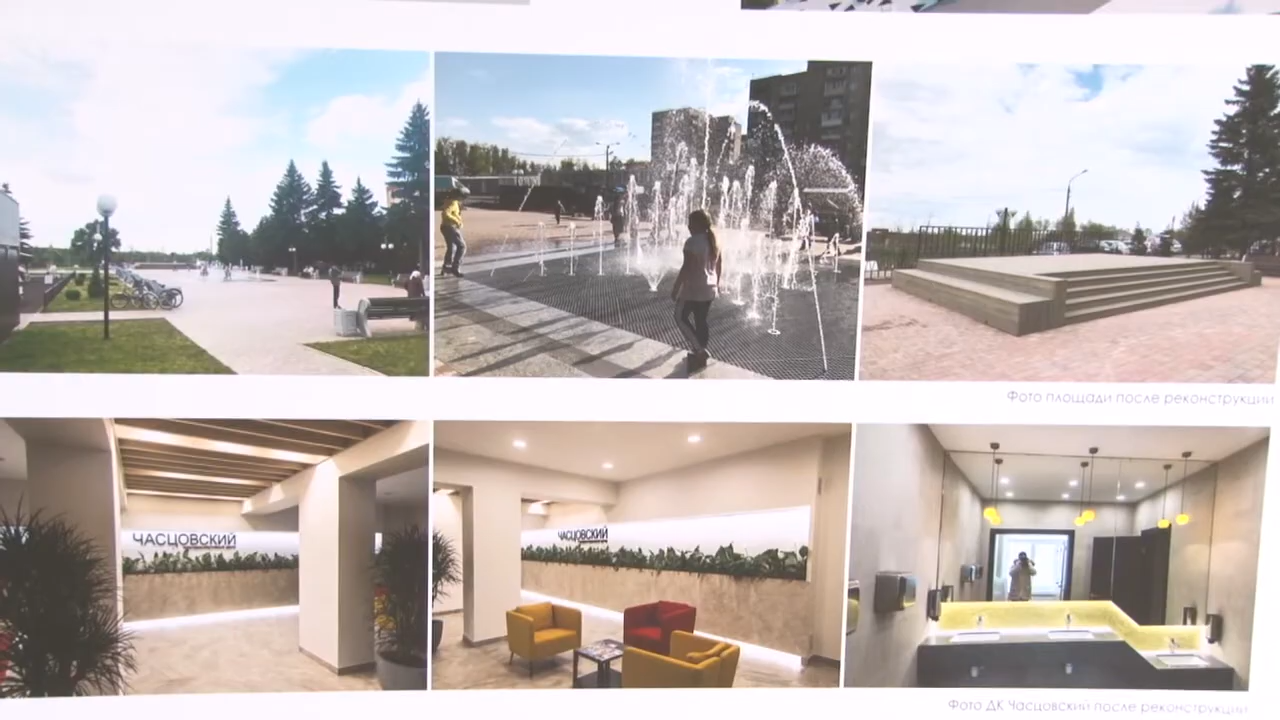 Фото площади после реконструкции
ЧАСЦОВСКИЙ
ЧАСЦОВСКИЙ
Фото ДК Часцовский после реконструкции